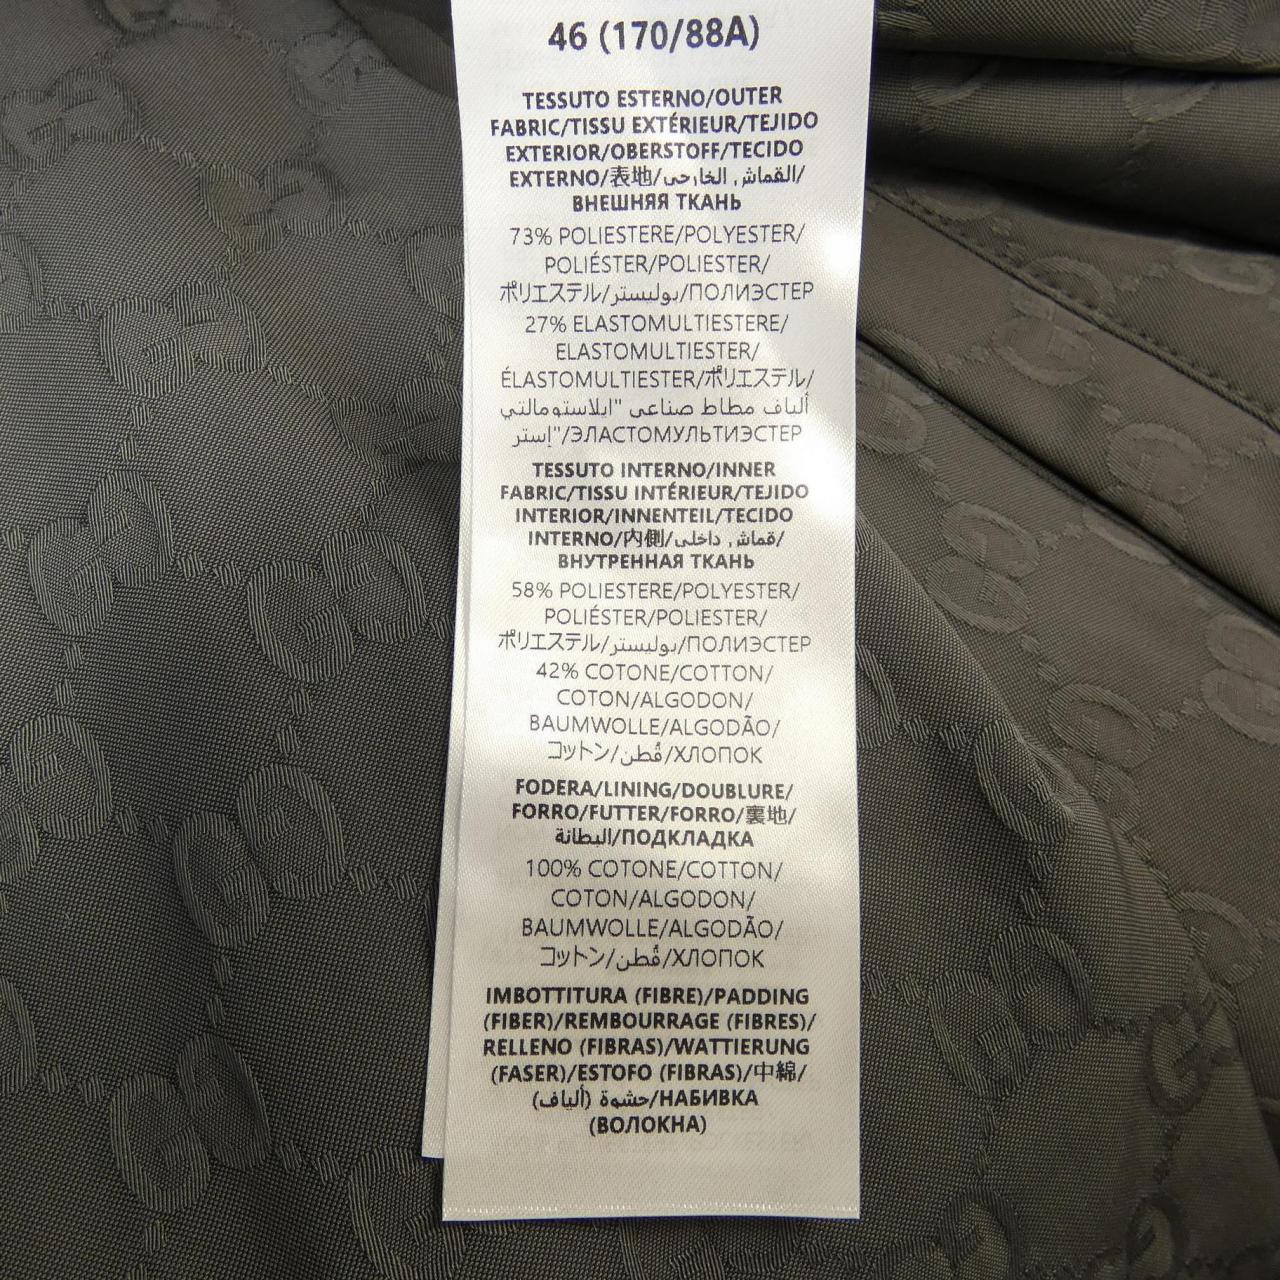 46 (170/88A)
TESSUTO ESTERNO/OUTER
FABRIC/TISSU EXTÉRIEUR/TEJIDO
EXTERIOR/OBERSTOFF/TECIDO
EXTERNO/表地/القماش الخارجى/
ВНЕШНЯЯ ТКАНЬ
73% POLIESTERE/POLYESTER/
POLIÉSTER/POLIESTER/
ポリエステル/بوليستر/ПОЛИЭСТЕР
27% ELASTOMULTIESTERE/
ELASTOMULTIESTER/
ÉLASTOMULTIESTER/ポリエステル/
ألياف مطاط صناعى "ايلاستومالتي
إستر"/ЭЛАСТОМУЛЬТИЭСТЕР
TESSUTO INTERNO/INNER
FABRIC/TISSU INTÉRIEUR/TEJIDO
INTERIOR/INNENTEIL/TECIDO
INTERNO/内側/قماش داخلى/
ВНУТРЕННАЯ ТКАНЬ
58% POLIESTERE/POLYESTER/
POLIÉSTER/POLIESTER/
ポリエステル/بوليستر/ПОЛИЭСТЕР
42% COTONE/COTTON/
COTON/ALGODON/
BAUMWOLLE/ALGODÃO/
コットン/قُطن/ХЛОПОК
FODERA/LINING/DOUBLURE/
FORRO/FUTTER/FORRO/裏地/
البطانة/ПОДКЛАДКА
100% COTONE/COTTON/
COTON/ALGODON/
BAUMWOLLE/ALGODÃO/
コットン/قُطن/ХЛОПОК
IMBOTTITURA (FIBRE)/PADDING
(FIBER)/REMBOURRAGE (FIBRES)/
RELLENO (FIBRAS)/WATTIERUNG
(FASER)/ESTOFO (FIBRAS)/中綿/
حشوة (ألياف)/НАБИВКА
(ВОЛОКНА)